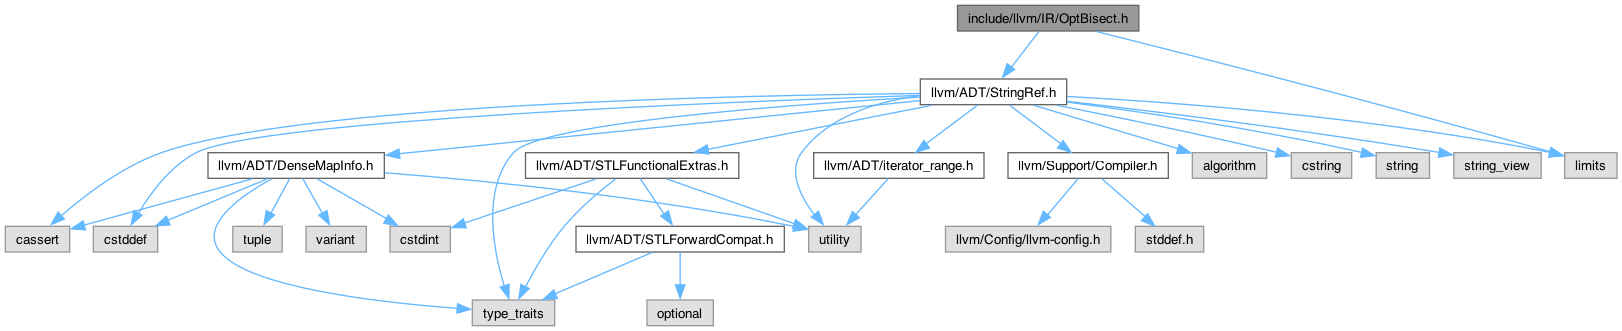 include/llvm/IR/OptBisect.h
llvm/ADT/StringRef.h
llvm/ADT/DenseMapInfo.h
llvm/ADT/STLFunctionalExtras.h
llvm/ADT/iterator_range.h
llvm/Support/Compiler.h
algorithm
cstring
string
string_view
limits
cassert
cstddef
tuple
variant
cstdint
llvm/ADT/STLForwardCompat.h
utility
llvm/Config/llvm-config.h
stddef.h
type_traits
optional